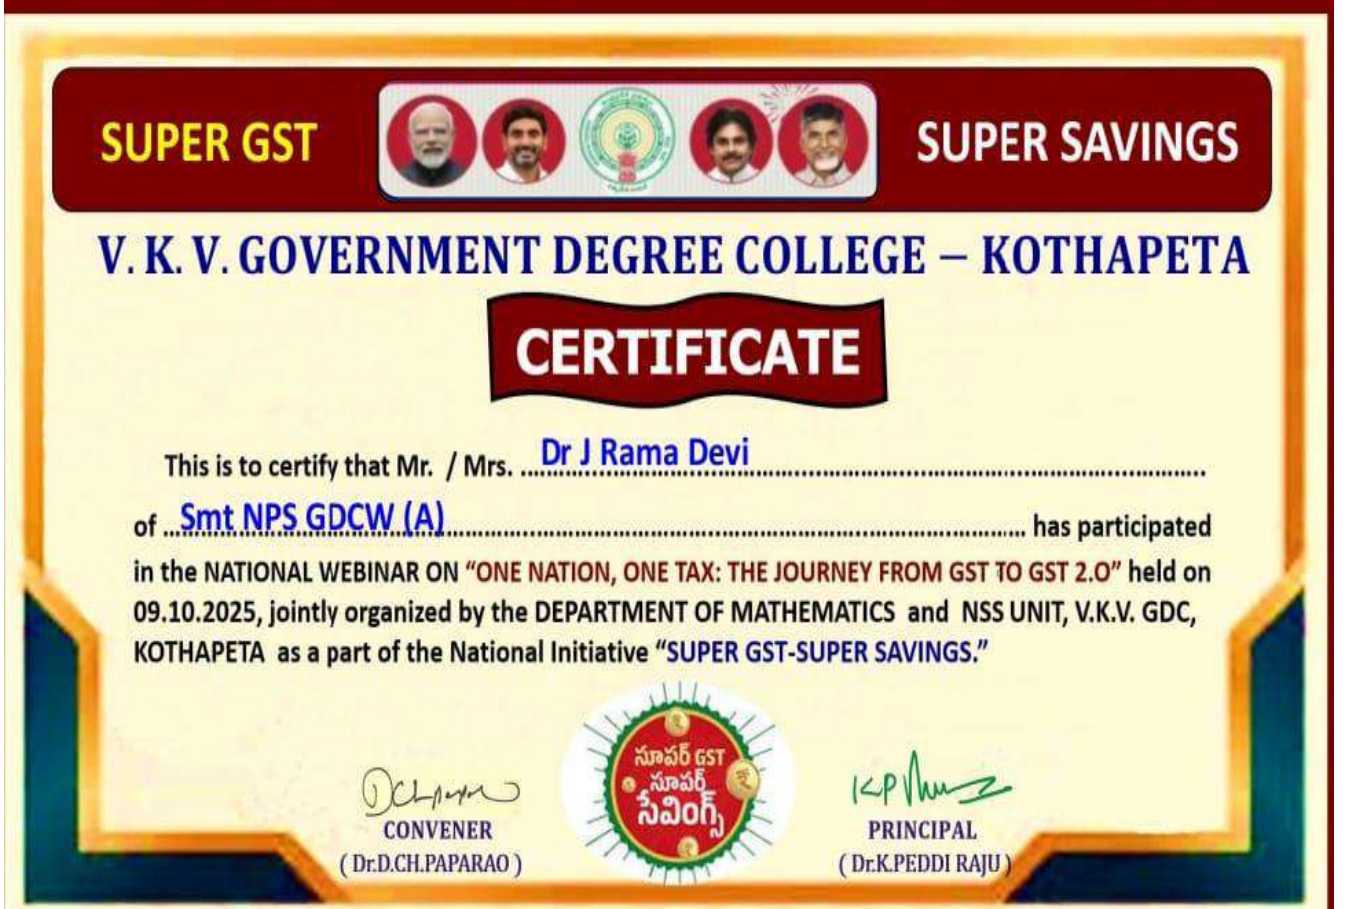 SUPER GST
SUPER SAVINGS
V. K. V. GOVERNMENT DEGREE COLLEGE – KOTHAPETA
CERTIFICATE
This is to certify that Mr. / Mrs. Dr J Rama Devi
of Smt NPS GDCW (A) has participated
in the NATIONAL WEBINAR ON “ONE NATION, ONE TAX: THE JOURNEY FROM GST TO GST 2.O” held on
09.10.2025, jointly organized by the DEPARTMENT OF MATHEMATICS and NSS UNIT, V.K.V. GDC,
KOTHAPETA as a part of the National Initiative “SUPER GST-SUPER SAVINGS.”
సూపర్ GST
సూపర్
సేవింగ్స్
CONVENER
( Dr.D.CH.PAPARAO )
PRINCIPAL
( Dr.K.PEDDI RAJU )